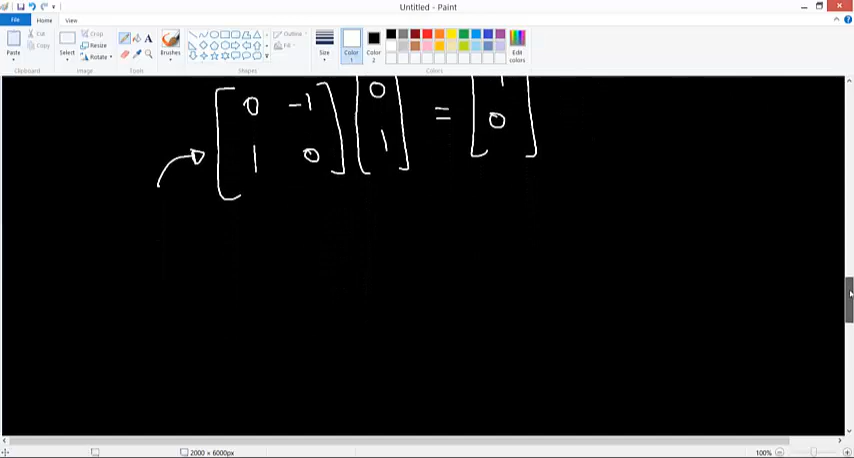 Untitled - Paint
File Home View
Paste Cut Copy
Clipboard
Select Crop Resize Rotate
Image
Tools
Brushes
Shapes
Outline Fill
Size
Color 1
Color 2
Colors
Edit colors
0 -1 0
= 0
1 0 1
2000 × 6000px
100%